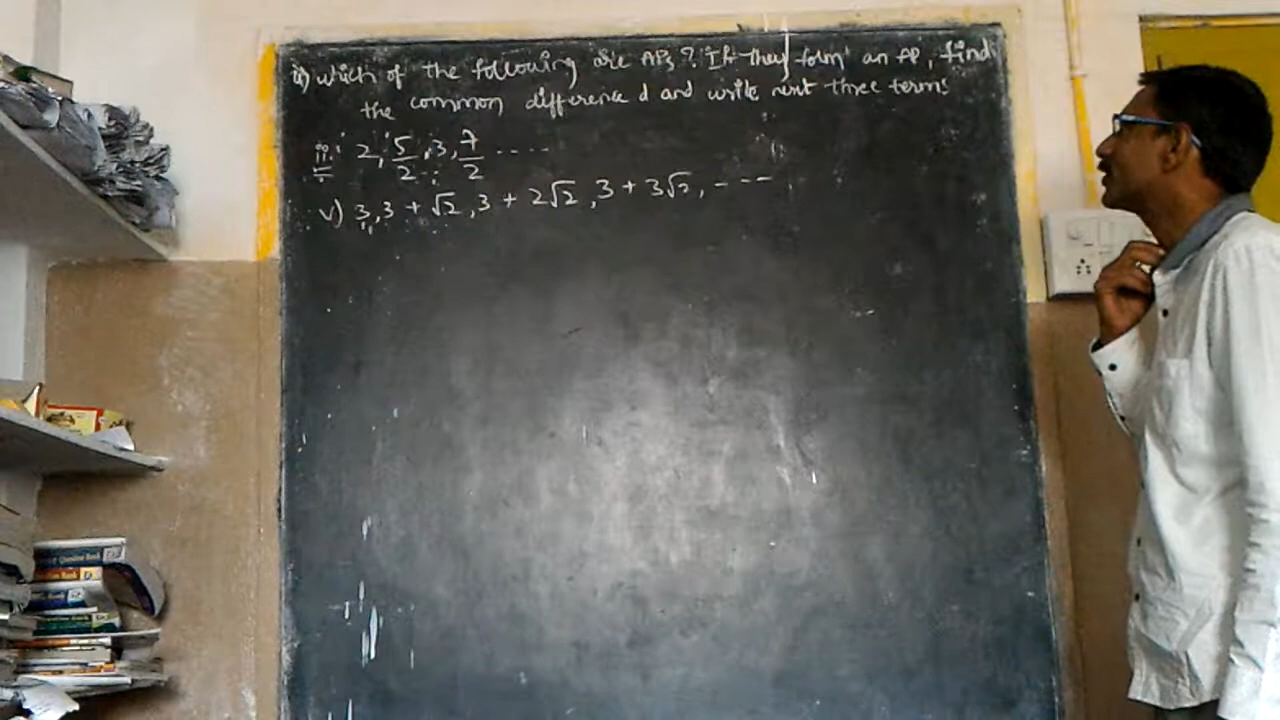 4) Which of the following are APs? If they form an AP, find
the common difference d and write next three terms
ii. 2, 5/2, 3, 7/2 ....
v) 3, 3 + √2, 3 + 2√2, 3 + 3√2, ----